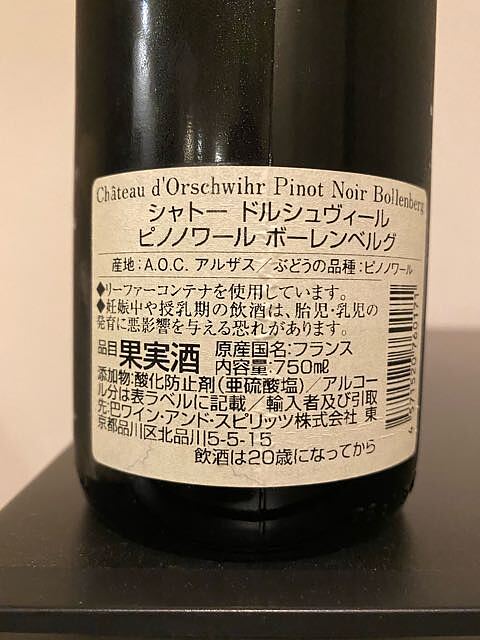 Château d'Orschwihr Pinot Noir Bollenberg
シャトー ドルシュヴィール
ピノノワール ボーレンベルグ
産地:A.O.C. アルザス/ぶどうの品種:ピノノワール
◆リーファーコンテナを使用しています。
◆妊娠中や授乳期の飲酒は、胎児・乳児の
発育に悪影響を与える恐れがあります。
品目 果実酒 原産国名:フランス
内容量:750mℓ
添加物:酸化防止剤(亜硫酸塩)/アルコー
ル分は表ラベルに記載/輸入者及び引取
先:巴ワイン・アンド・スピリッツ株式会社 東
京都品川区北品川5-5-15
飲酒は20歳になってから